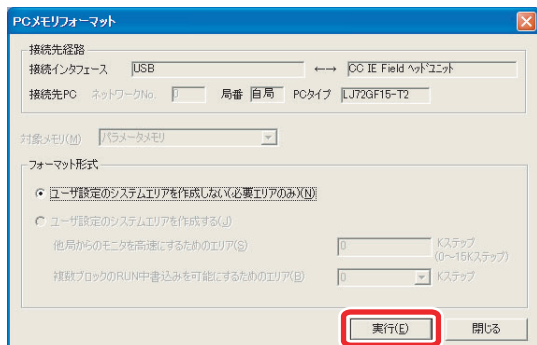 PCメモリフォーマット
接続先経路
接続インタフェース USB ←→ CC IE Field ヘッドユニット
接続先PC ネットワークNo. 0 局番 自局 PCタイプ LJ72GF15-T2
対象メモリ(M) パラメータメモリ
フォーマット形式
ユーザ設定のシステムエリアを作成しない(必要エリアのみ)(N)
ユーザ設定のシステムエリアを作成する(J)
他局からのモニタを高速にするためのエリア(S) 0 Kステップ
(0～15Kステップ)
複数ブロックのRUN中書込みを可能にするためのエリア(B) 0 Kステップ
実行(E) 閉じる